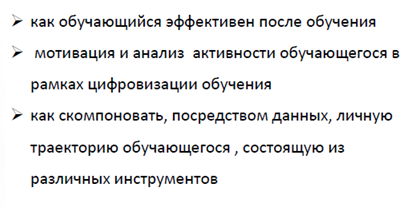 ➢ как обучающийся эффективен после обучения
➢ мотивация и анализ активности обучающегося в
рамках цифровизации обучения
➢ как скомпоновать, посредством данных, личную
траекторию обучающегося , состоящую из
различных инструментов